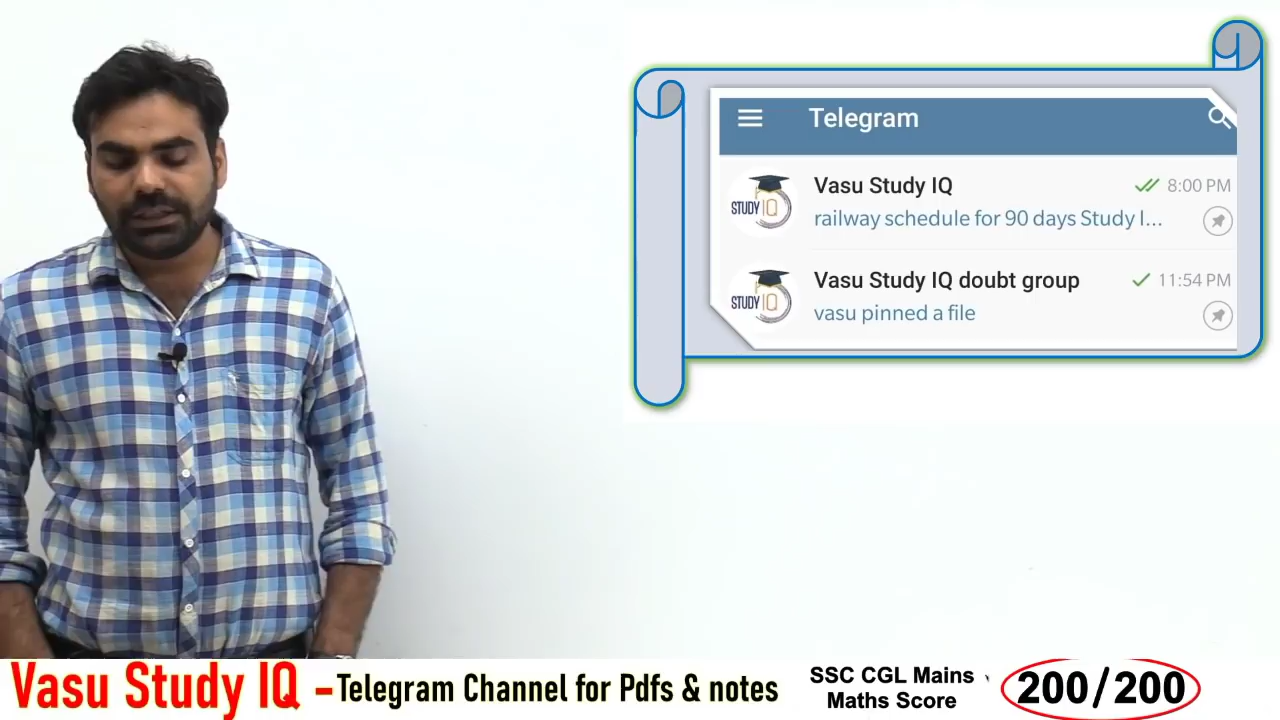 Telegram
Vasu Study IQ 8:00 PM
railway schedule for 90 days Study I...
STUDY IQ
Vasu Study IQ doubt group 11:54 PM
vasu pinned a file
STUDY IQ
Vasu Study IQ - Telegram Channel for Pdfs & notes
SSC CGL Mains
Maths Score
200/200